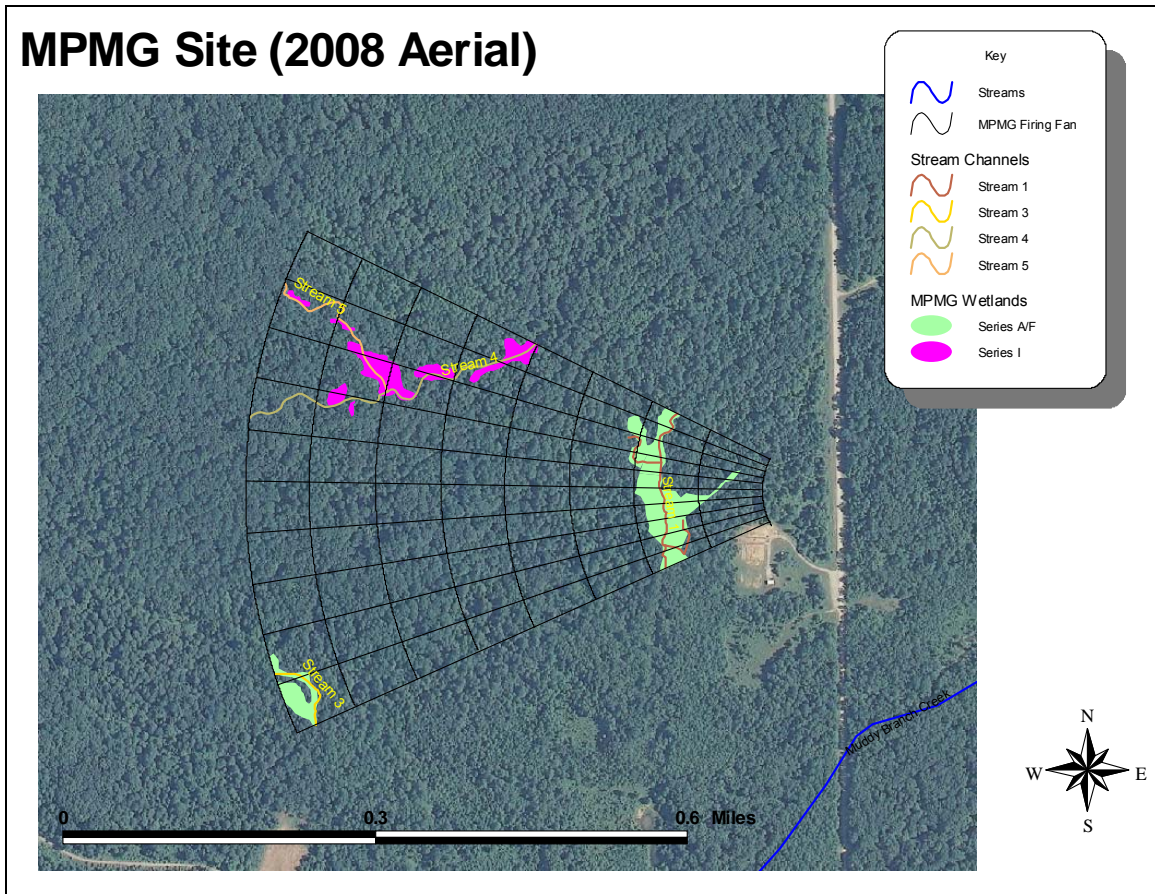 MPMG Site (2008 Aerial)
Key
Streams
MPMG Firing Fan
Stream Channels
Stream 1
Stream 3
Stream 4
Stream 5
MPMG Wetlands
Series A/F
Series I
Stream 5
Stream 4
Stream
Stream 3
Muddy Branch Creek
0
0.3
0.6 Miles
N
W
E
S